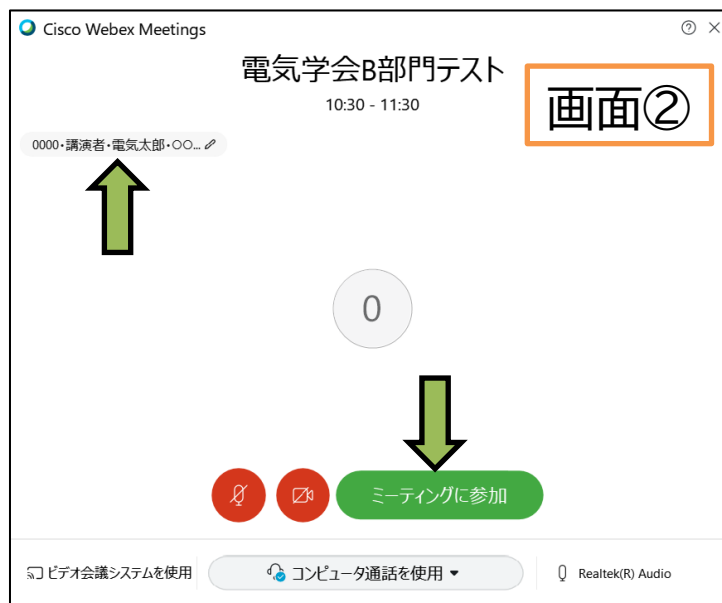 Cisco Webex Meetings
電気学会B部門テスト
10:30 - 11:30
画面②
0000・講演者・電気太郎・〇〇...
0
ミーティングに参加
ビデオ会議システムを使用
コンピュータ通話を使用
Realtek(R) Audio